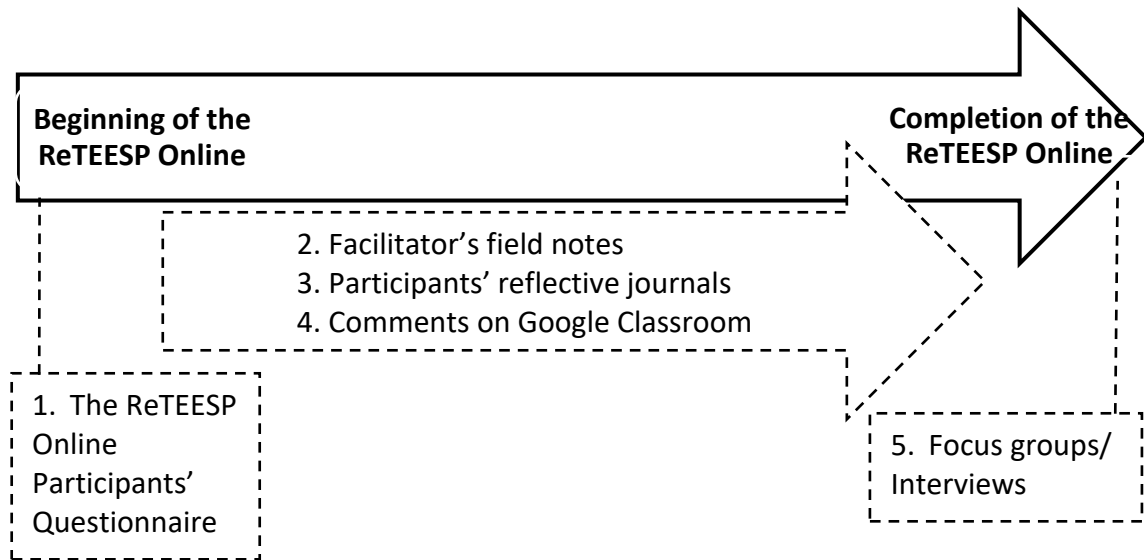 Beginning of the
ReTEESP Online
Completion of the
ReTEESP Online
2. Facilitator’s field notes
3. Participants’ reflective journals
4. Comments on Google Classroom
1. The ReTEESP
Online
Participants’
Questionnaire
5. Focus groups/
Interviews